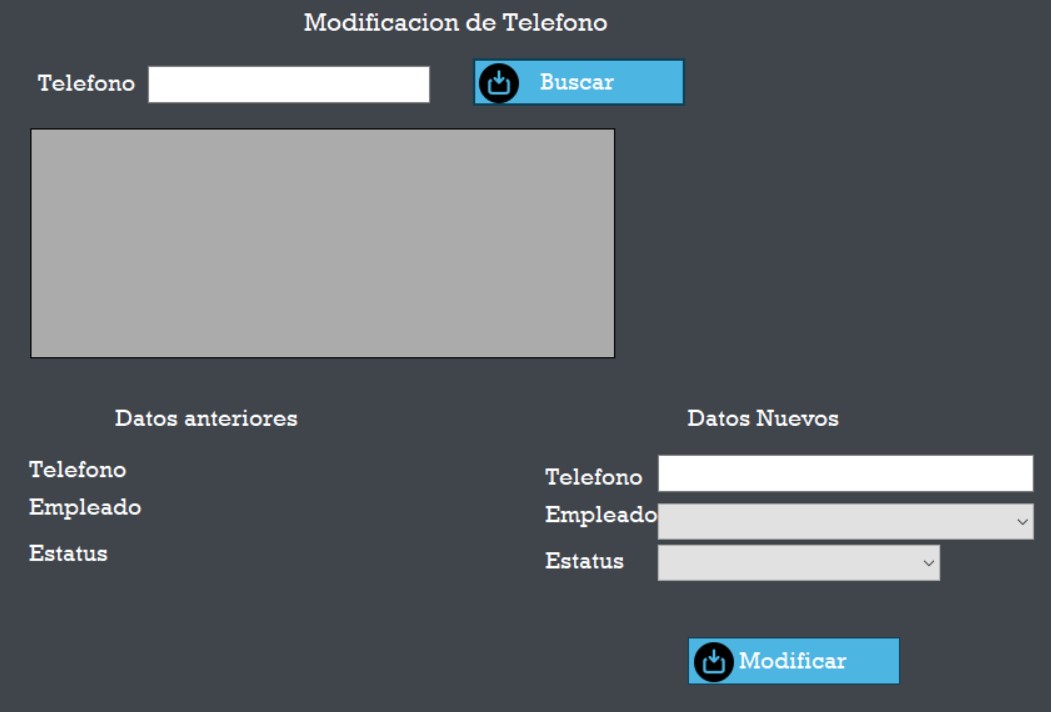 Modificacion de Telefono
Telefono
Buscar
Datos anteriores
Telefono
Empleado
Estatus
Datos Nuevos
Telefono
Empleado
Estatus
Modificar